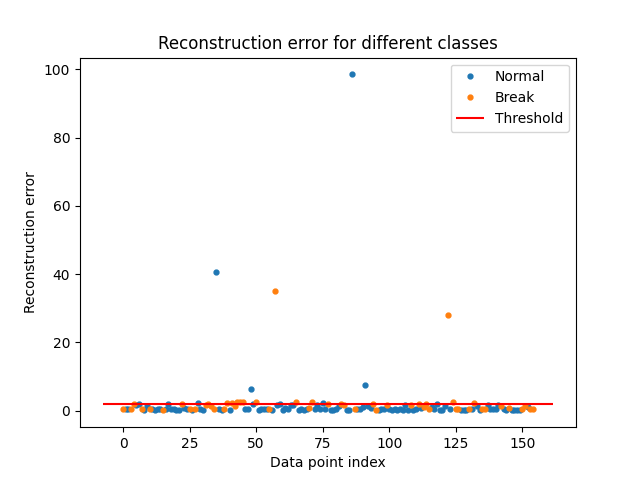 Reconstruction error for different classes
Normal
Break
Threshold
Reconstruction error
100
80
60
40
20
0
0 25 50 75 100 125 150
Data point index